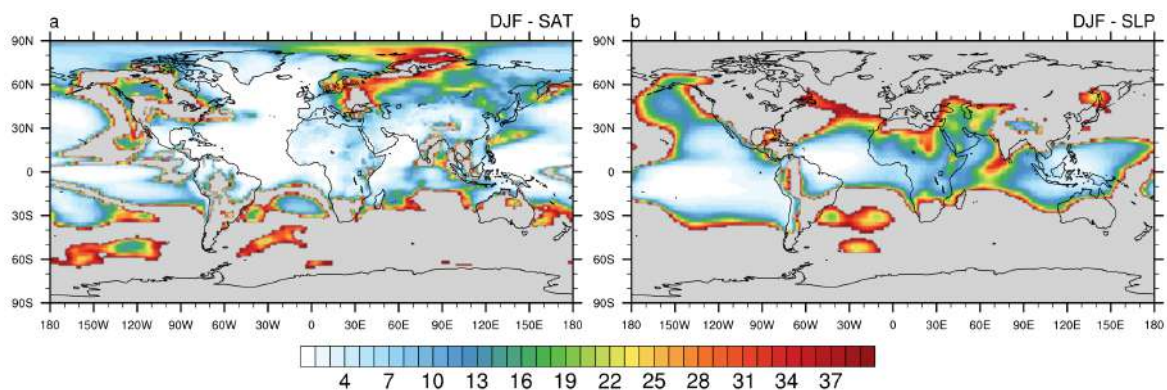 a DJF - SAT
b DJF - SLP
90N
60N
30N
0
30S
60S
90S
180 150W 120W 90W 60W 30W 0 30E 60E 90E 120E 150E 180
90N
60N
30N
0
30S
60S
90S
180 150W 120W 90W 60W 30W 0 30E 60E 90E 120E 150E 180
4 7 10 13 16 19 22 25 28 31 34 37